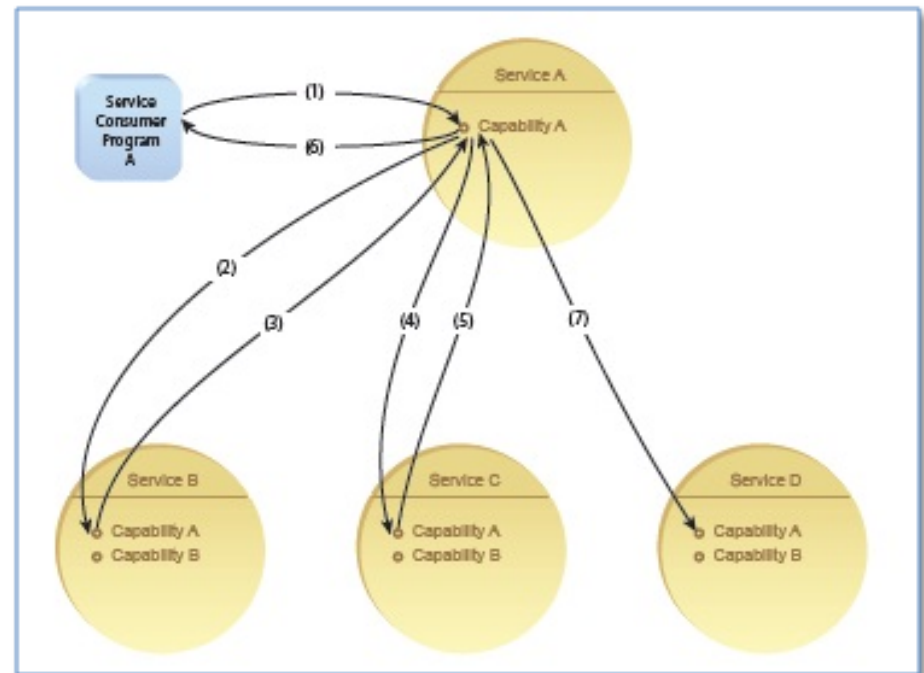 Service
Consumer
Program
A
(1)
(6)
Service A
Capability A
(2)
(3)
(4)
(5)
(7)
Service B
Capability A
Capability B
Service C
Capability A
Capability B
Service D
Capability A
Capability B